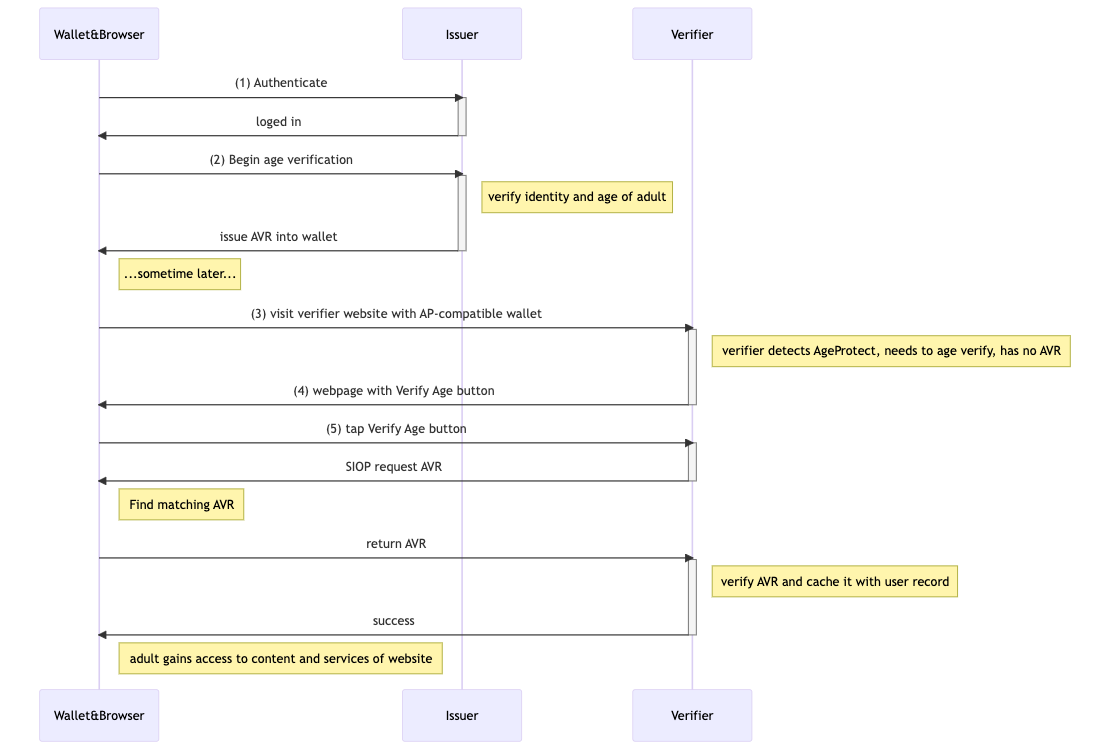 Wallet&Browser
Issuer
Verifier
(1) Authenticate
loged in
(2) Begin age verification
verify identity and age of adult
issue AVR into wallet
...sometime later...
(3) visit verifier website with AP-compatible wallet
verifier detects AgeProtect, needs to age verify, has no AVR
(4) webpage with Verify Age button
(5) tap Verify Age button
SIOP request AVR
Find matching AVR
return AVR
verify AVR and cache it with user record
success
adult gains access to content and services of website
Wallet&Browser
Issuer
Verifier